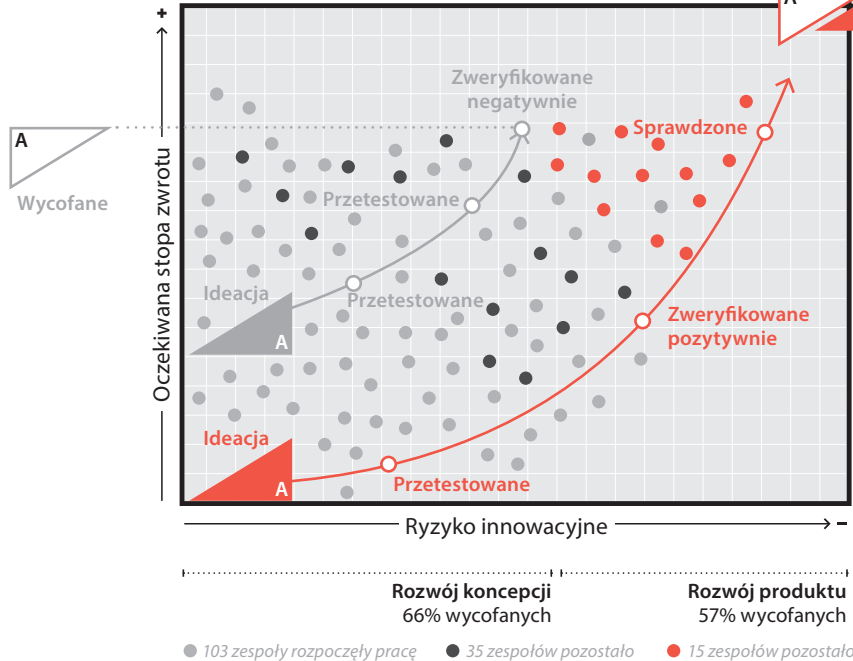 A
+
Zweryfikowane
negatywnie
Sprawdzone
A
Wycofane
Przetestowane
Oczekiwana stopa zwrotu
Ideacja
Przetestowane
A
Zweryfikowane
pozytywnie
Ideacja
A
Przetestowane
-
Ryzyko innowacyjne
-
Rozwój koncepcji
66% wycofanych
Rozwój produktu
57% wycofanych
103 zespoły rozpoczęły pracę
35 zespołów pozostało
15 zespołów pozostało